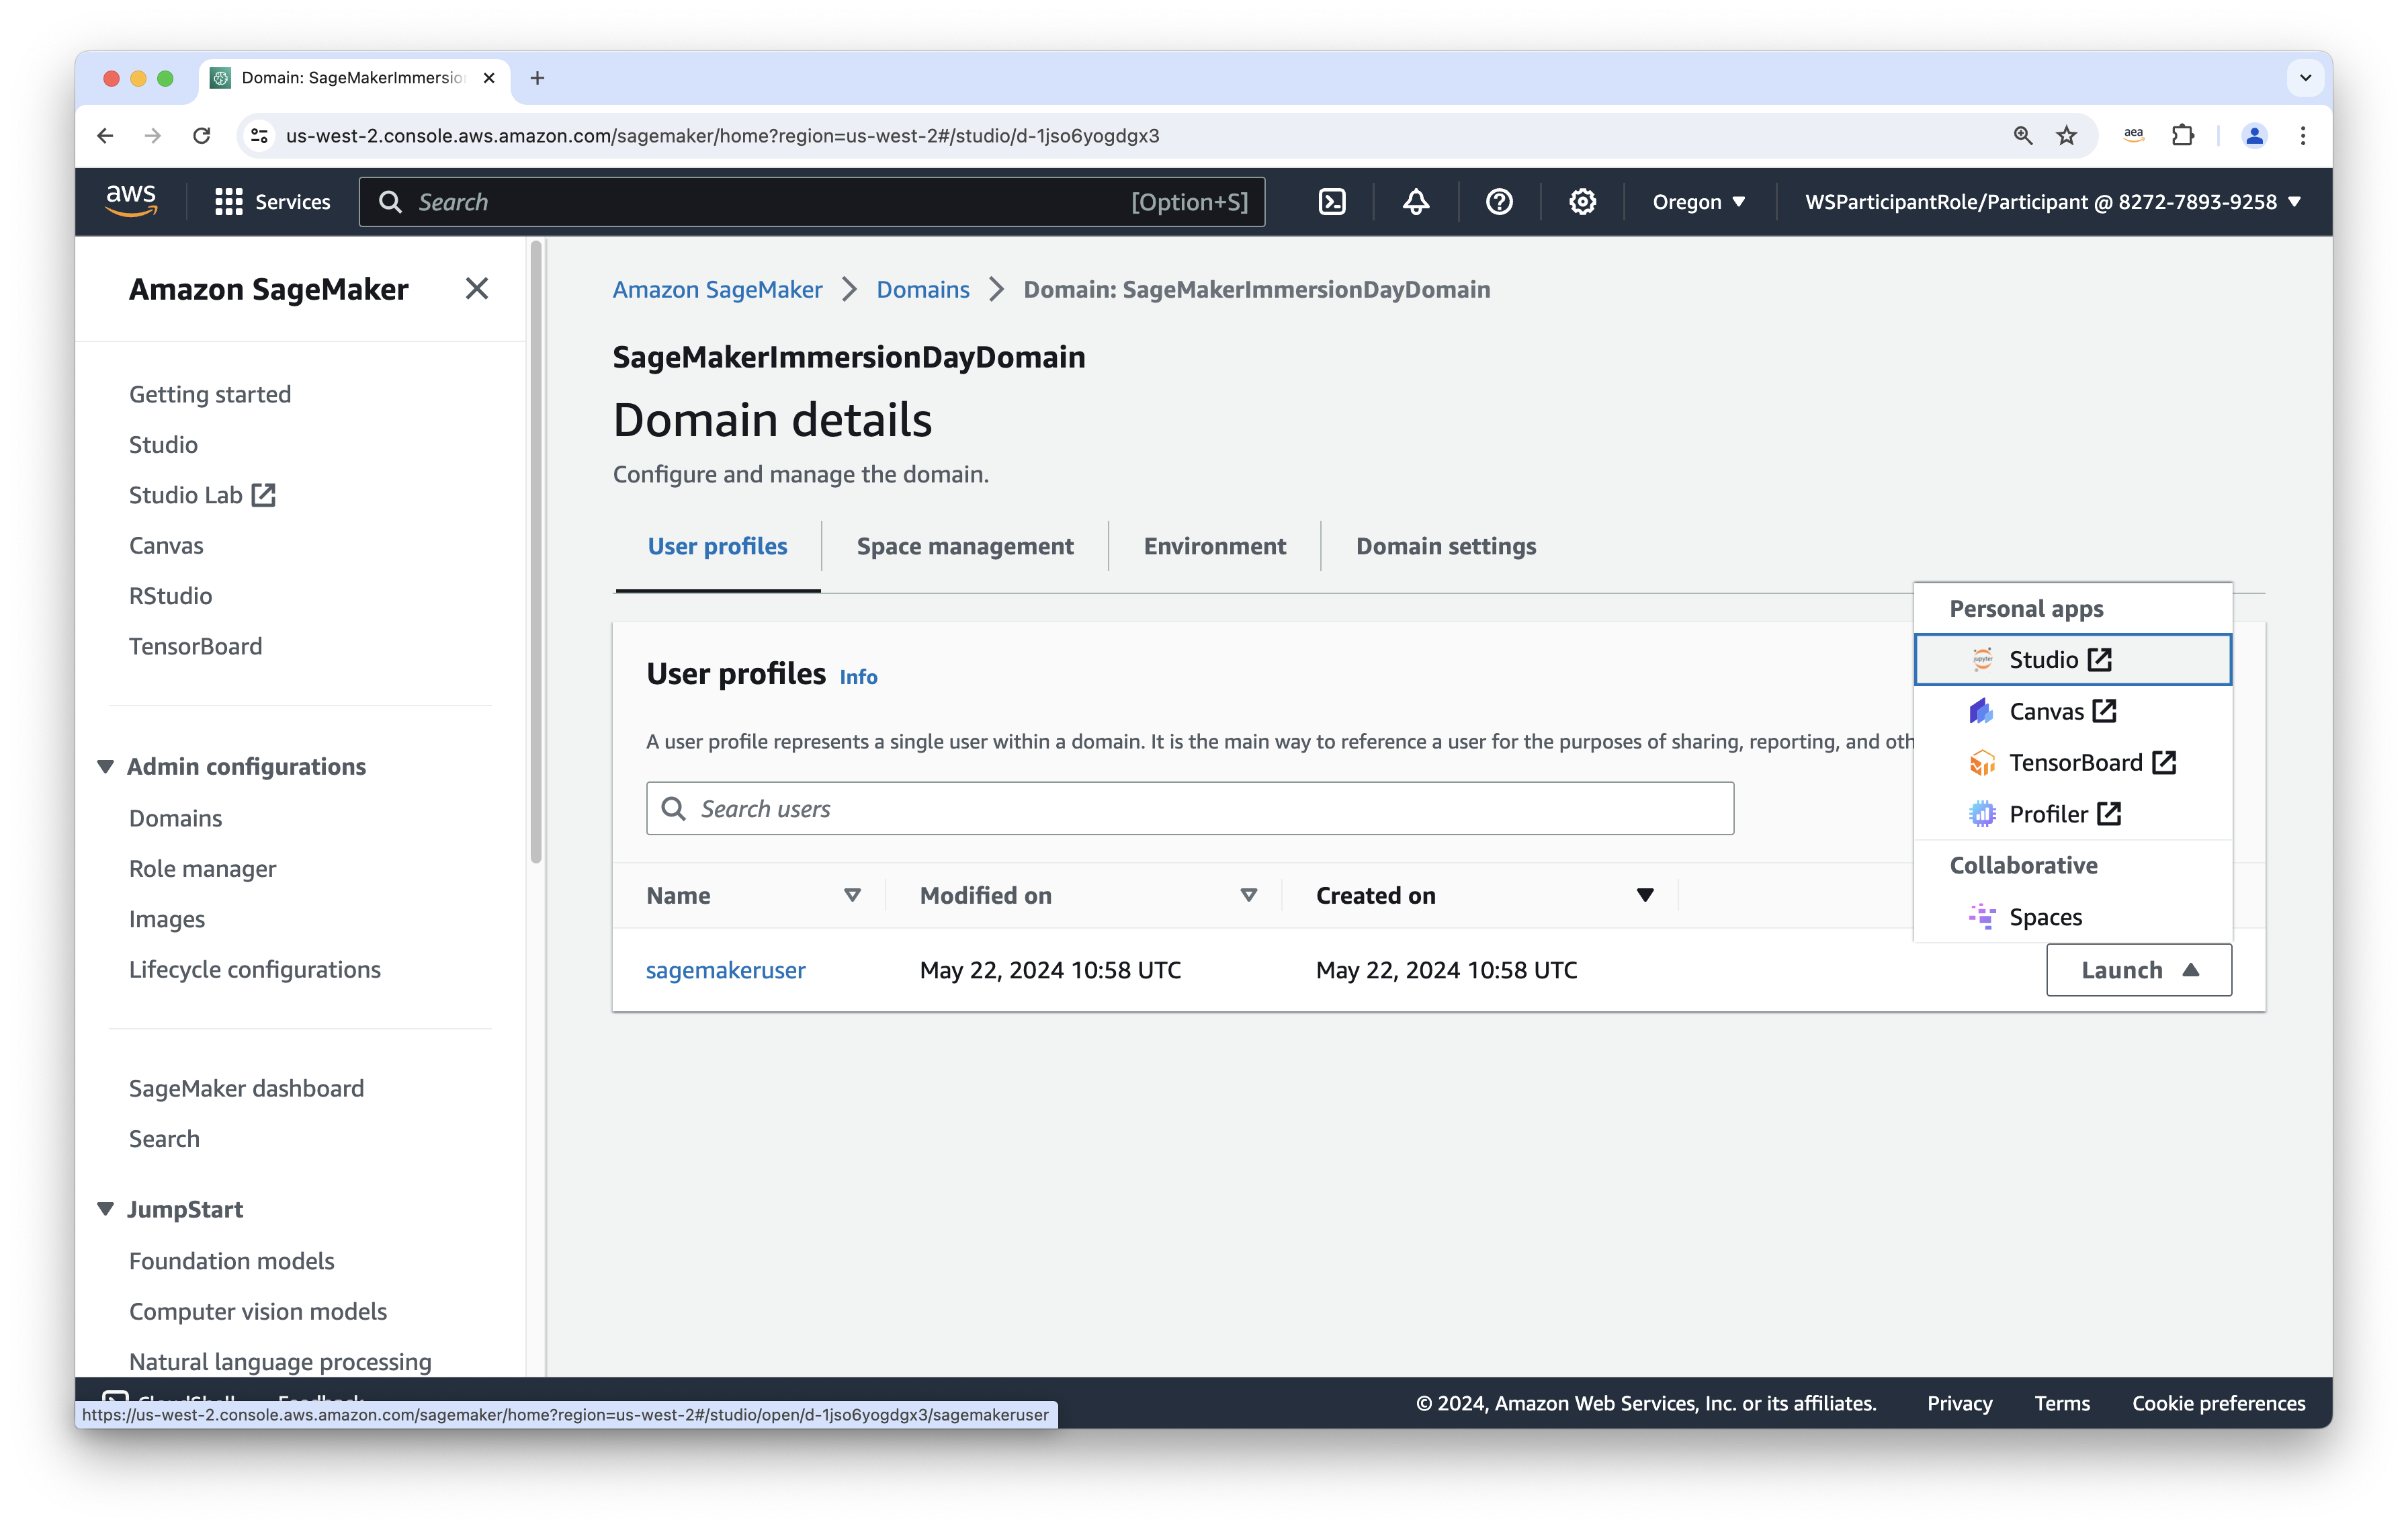 Domain: SageMakerImmersio
us-west-2.console.aws.amazon.com/sagemaker/home?region=us-west-2#/studio/d-1jso6yogdgx3
aea
aws
Services
Search
[Option+S]
Oregon
WSParticipantRole/Participant @ 8272-7893-9258
Amazon SageMaker
Getting started
Studio
Studio Lab
Canvas
RStudio
TensorBoard
Admin configurations
Domains
Role manager
Images
Lifecycle configurations
SageMaker dashboard
Search
JumpStart
Foundation models
Computer vision models
Natural language processing
Amazon SageMaker
Domains
Domain: SageMakerImmersionDayDomain
SageMakerImmersionDayDomain
Domain details
Configure and manage the domain.
User profiles
Space management
Environment
Domain settings
User profiles Info
A user profile represents a single user within a domain. It is the main way to reference a user for the purposes of sharing, reporting, and oth
Search users
Name
Modified on
Created on
sagemakeruser
May 22, 2024 10:58 UTC
May 22, 2024 10:58 UTC
Launch
Personal apps
jupyter
Studio
Canvas
TensorBoard
Profiler
Collaborative
Spaces
CloudShell
Feedback
https://us-west-2.console.aws.amazon.com/sagemaker/home?region=us-west-2#/studio/open/d-1jso6yogdgx3/sagemakeruser
© 2024, Amazon Web Services, Inc. or its affiliates.
Privacy
Terms
Cookie preferences